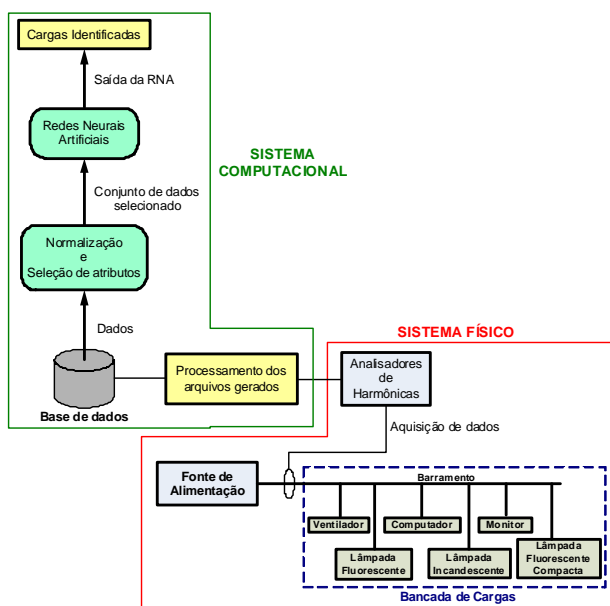 Cargas Identificadas
Saída da RNA
Redes Neurais
Artificiais
SISTEMA
COMPUTACIONAL
Conjunto de dados
selecionado
Normalização
e
Seleção de atributos
Dados
SISTEMA FÍSICO
Processamento dos
arquivos gerados
Analisadores
de
Harmônicas
Base de dados
Aquisição de dados
Fonte de
Alimentação
Barramento
Ventilador
Computador
Monitor
Lâmpada
Fluorescente
Lâmpada
Incandescente
Lâmpada
Fluorescente
Compacta
Bancada de Cargas